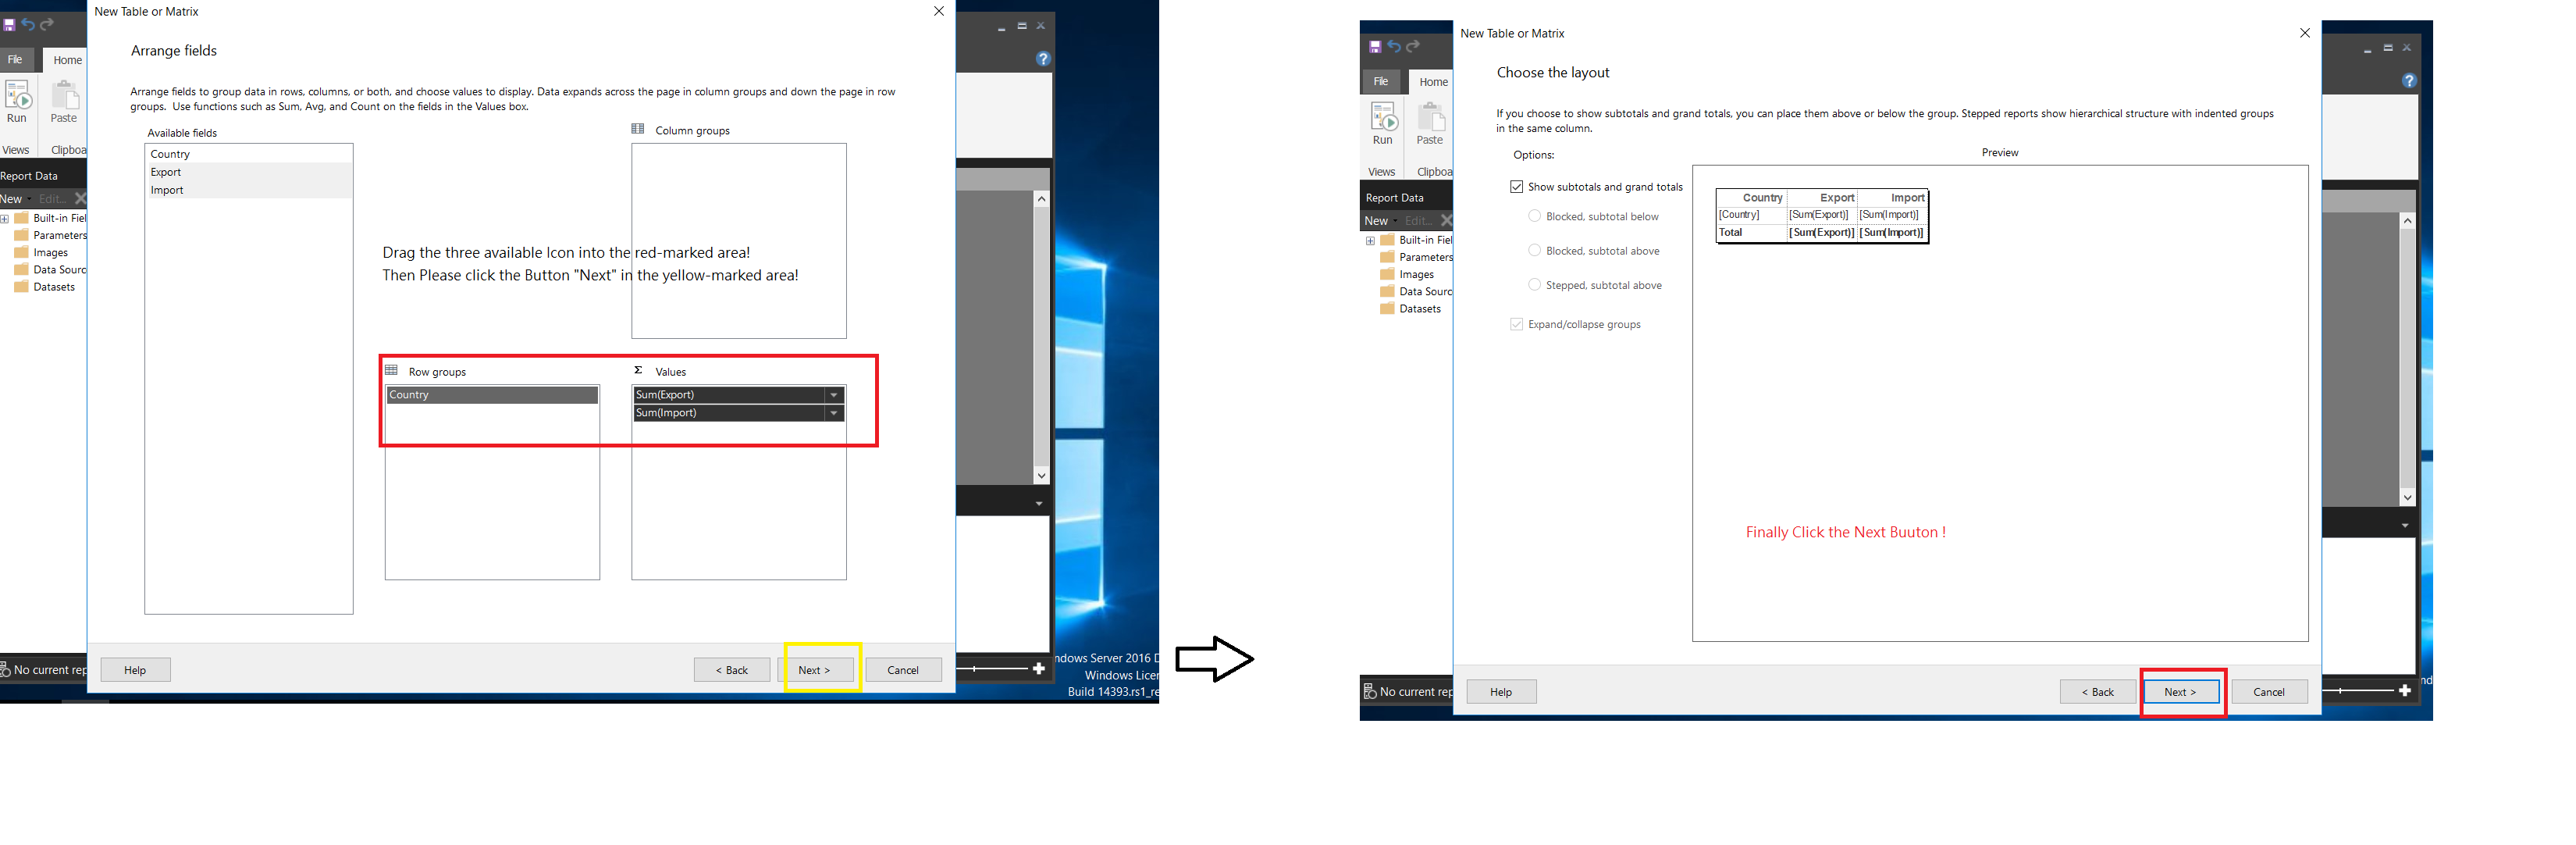 New Table or Matrix
Arrange fields
Arrange fields to group data in rows, columns, or both, and choose values to display. Data expands across the page in column groups and down the page in row
groups. Use functions such as Sum, Avg, and Count on the fields in the Values box.
Available fields
Country
Export
Import
Column groups
Drag the three available Icon into the red-marked area!
Then Please click the Button "Next" in the yellow-marked area!
Row groups
Country
Σ Values
Sum(Export)
Sum(Import)
Help
< Back
Next >
Cancel
File
Home
Run
Paste
Views
Clipboa
Report Data
New
Edit...
Built-in Fiel
Parameters
Images
Data Sourc
Datasets
No current rep
ndows Server 2016 D
Windows Licen
Build 14393.rs1_re
New Table or Matrix
Choose the layout
If you choose to show subtotals and grand totals, you can place them above or below the group. Stepped reports show hierarchical structure with indented groups
in the same column.
Options:
Show subtotals and grand totals
Blocked, subtotal below
Blocked, subtotal above
Stepped, subtotal above
Expand/collapse groups
Preview
Country Export Import
[Country] [Sum(Export)] [Sum(Import)]
Total [Sum(Export)] [Sum(Import)]
Finally Click the Next Buuton !
Help
< Back
Next >
Cancel
File
Home
Run
Paste
Views
Clipboa
Report Data
New
Edit...
Built-in Fiel
Parameters
Images
Data Sourc
Datasets
No current rep
nd